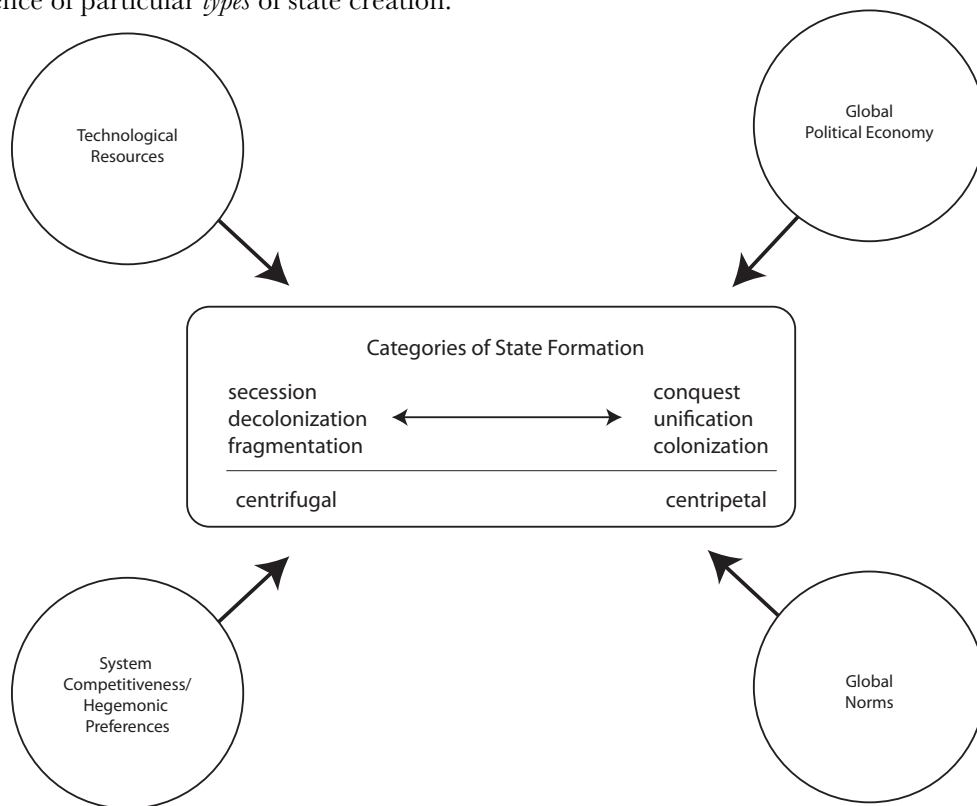 ence of particular types of state creation.
Technological
Resources
Global
Political Economy
Categories of State Formation
secession
decolonization
fragmentation
conquest
unification
colonization
centrifugal
centripetal
System
Competitiveness/
Hegemonic
Preferences
Global
Norms